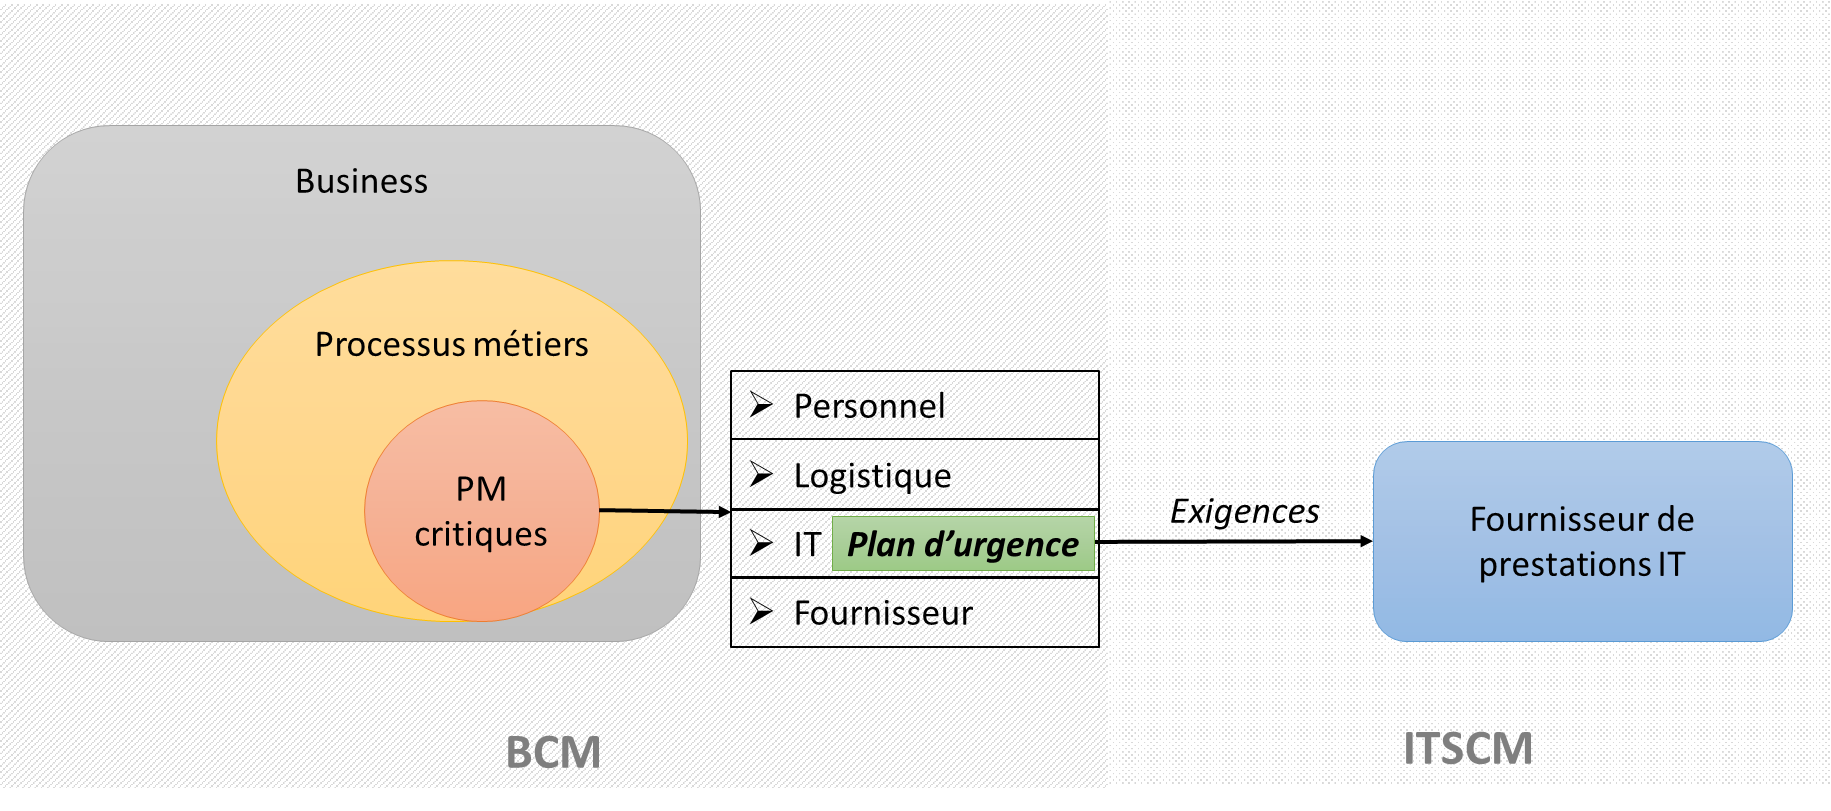 Business
Processus métiers
PM
critiques
Personnel
Logistique
IT Plan d’urgence
Fournisseur
Exigences
Fournisseur de
prestations IT
BCM
ITSCM